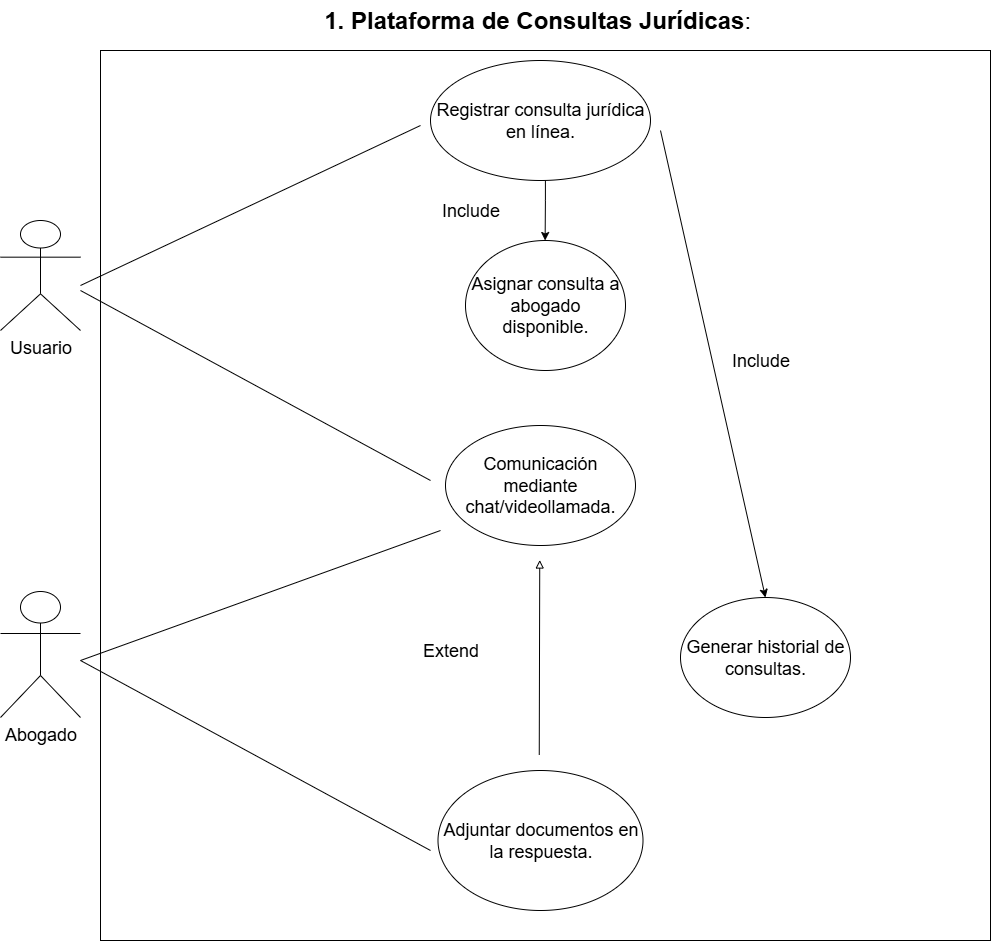 1. Plataforma de Consultas Jurídicas:
Registrar consulta jurídica
en línea.
Include
Asignar consulta a
abogado
disponible.
Usuario
Include
Comunicación
mediante
chat/videollamada.
Extend
Generar historial de
consultas.
Abogado
Adjuntar documentos en
la respuesta.